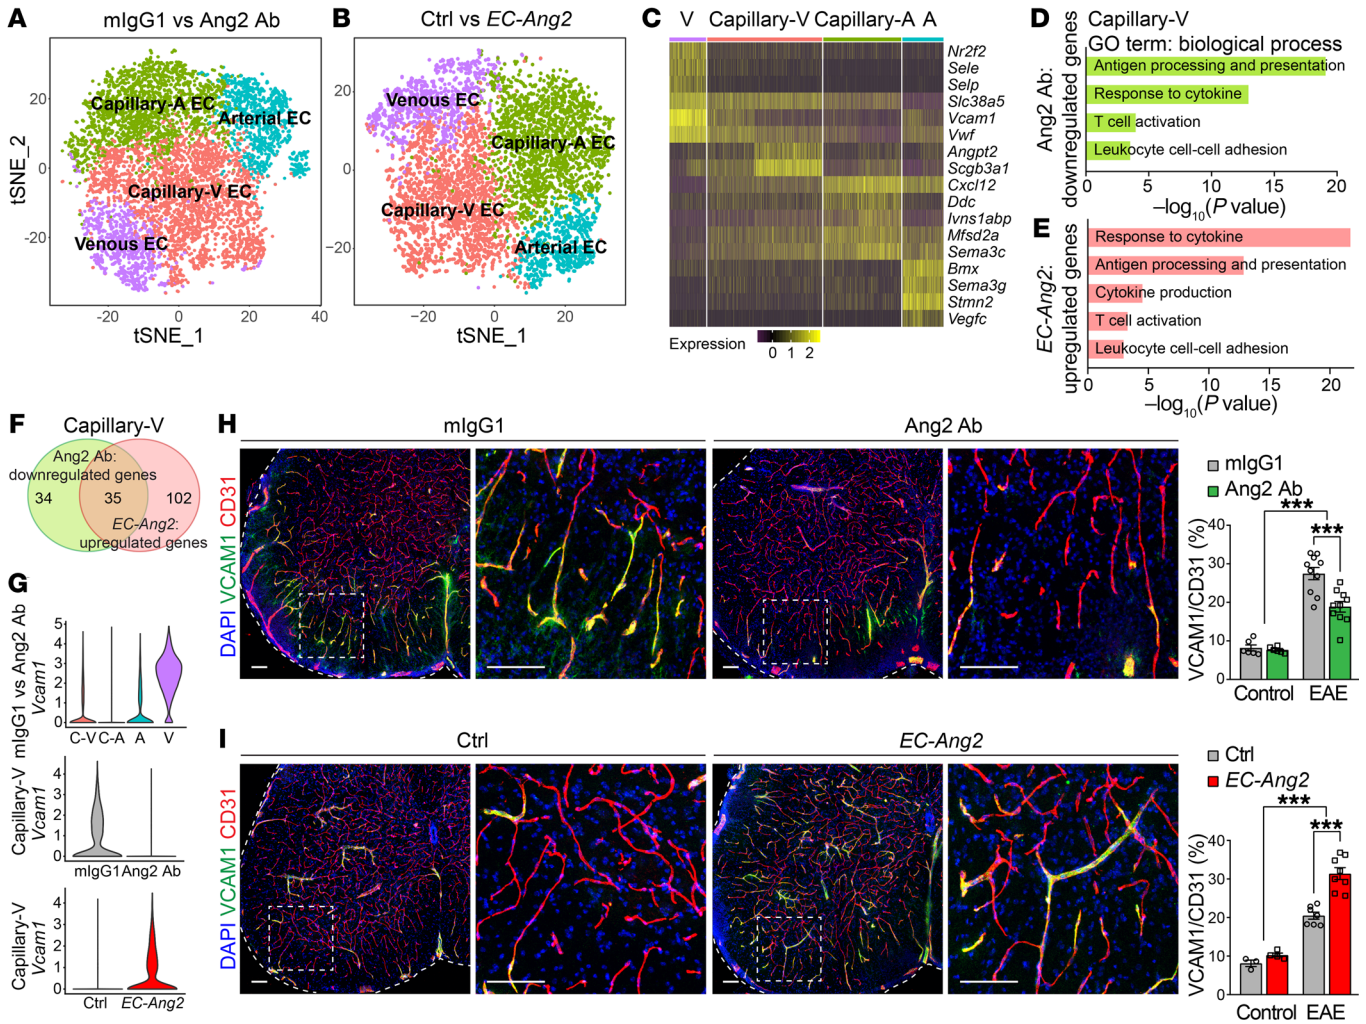 A
mIgG1 vs Ang2 Ab
tSNE_2
20
0
-20
Capillary-A EC
Arterial EC
Capillary-V EC
Venous EC
-20
0
20
40
tSNE_1
B
Ctrl vs EC-Ang2
20
0
−20
Venous EC
Capillary-A EC
Capillary-V EC
Arterial EC
-20
0
20
tSNE_1
C
V
Capillary-V
Capillary-A
A
Nr2f2
Sele
Selp
Slc38a5
Vcam1
Vwf
Angpt2
Scgb3a1
Cxcl12
Ddc
Ivns1abp
Mfsd2a
Sema3c
Bmx
Sema3g
Stmn2
Vegfc
Expression
0 1 2
D
Capillary-V
GO term: biological process
Ang2 Ab:
downregulated genes
Antigen processing and presentation
Response to cytokine
T cell activation
Leukocyte cell-cell adhesion
0 5 10 15 20
−log10(P value)
E
EC-Ang2:
upregulated genes
Response to cytokine
Antigen processing and presentation
Cytokine production
T cell activation
Leukocyte cell-cell adhesion
0 5 10 15 20
−log10(P value)
F
Capillary-V
Ang2 Ab:
downregulated genes
34 35 102
EC-Ang2:
upregulated genes
G
mIgG1 vs Ang2 Ab
Vcam1
5
4
3
2
1
0
C-V C-A A V
Capillary-V
Vcam1
4
3
2
1
0
mIgG1 Ang2 Ab
Capillary-V
Vcam1
4
3
2
1
0
Ctrl EC-Ang2
H
mIgG1
Ang2 Ab
DAPI VCAM1 CD31
mIgG1
Ang2 Ab
***
***
VCAM1/CD31 (%)
40
30
20
10
0
Control EAE
I
Ctrl
EC-Ang2
DAPI VCAM1 CD31
Ctrl
EC-Ang2
***
***
VCAM1/CD31 (%)
40
30
20
10
0
Control EAE